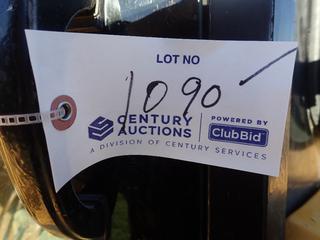 LOT NO
1090
CENTURY AUCTIONS
POWERED BY
ClubBid
A DIVISION OF CENTURY SERVICES